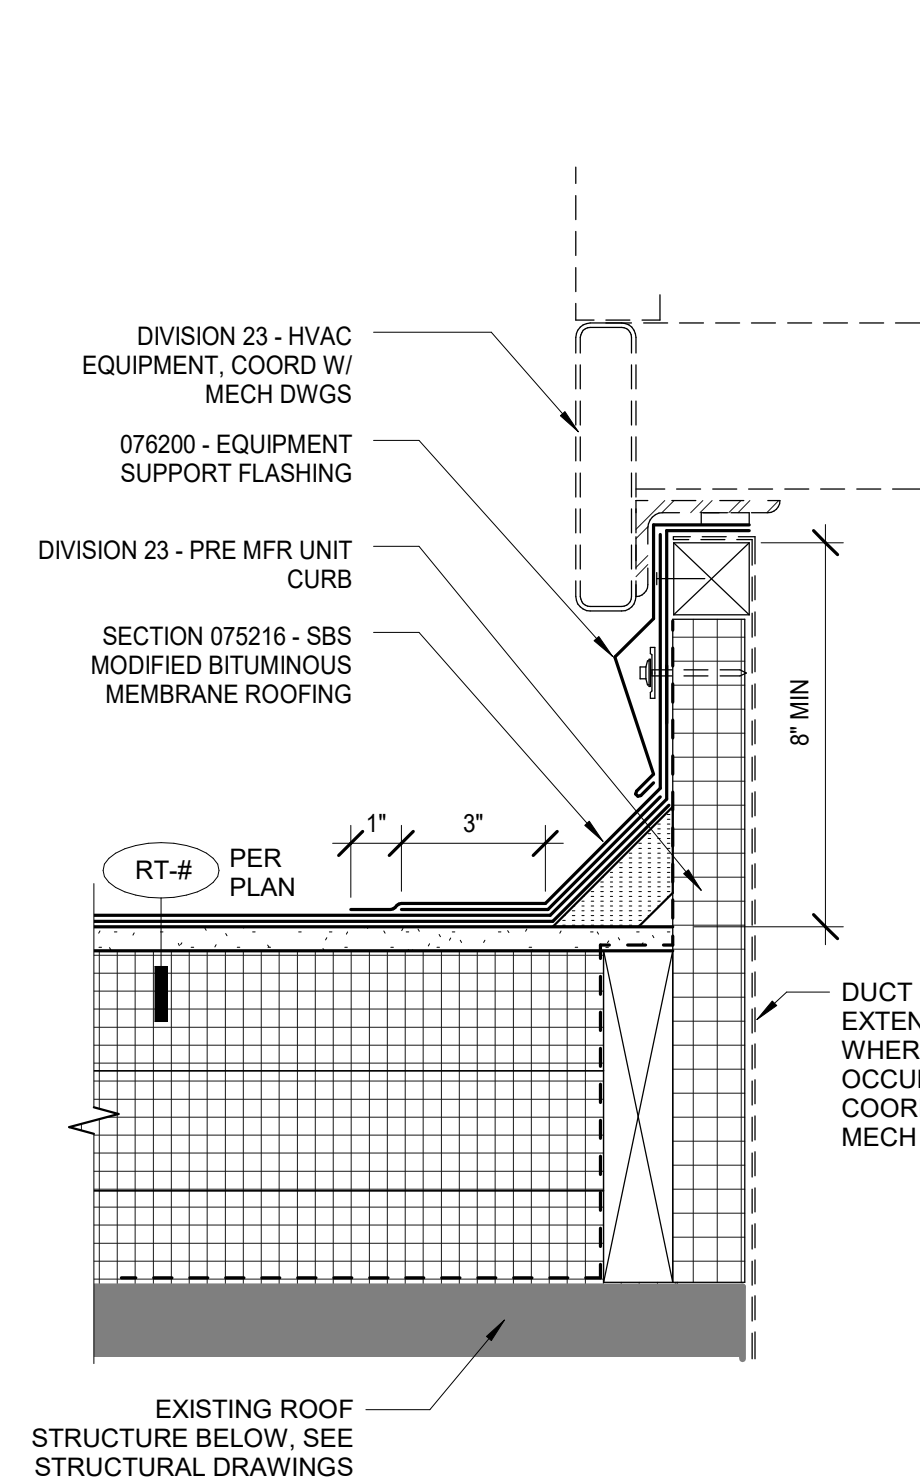 DIVISION 23 - HVAC
EQUIPMENT, COORD W/
MECH DWGS
076200 - EQUIPMENT
SUPPORT FLASHING
DIVISION 23 - PRE MFR UNIT
CURB
SECTION 075216 - SBS
MODIFIED BITUMINOUS
MEMBRANE ROOFING
8" MIN
1"
3"
RT-#
PER
PLAN
DUCT
EXTEN
WHER
OCCU
COOR
MECH
EXISTING ROOF
STRUCTURE BELOW, SEE
STRUCTURAL DRAWINGS